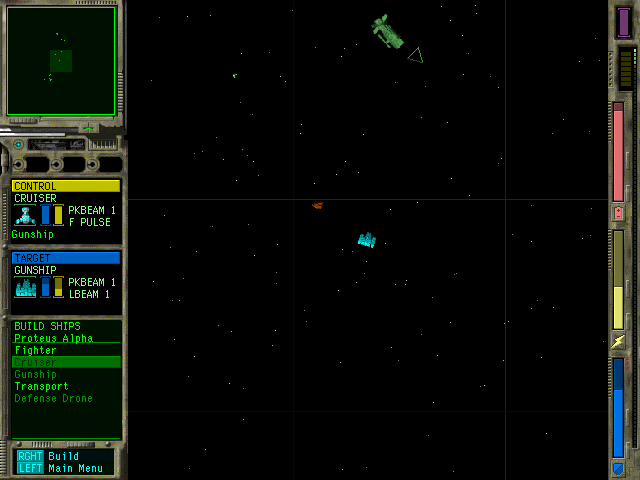 CONTROL
CRUISER
PKBEAM 1
F PULSE
Gunship
TARGET
GUNSHIP
PKBEAM 1
LBEAM 1
BUILD SHIPS
Proteus Alpha
Fighter
Cruiser
Gunship
Transport
Defense Drone
RGHT Build
LEFT Main Menu